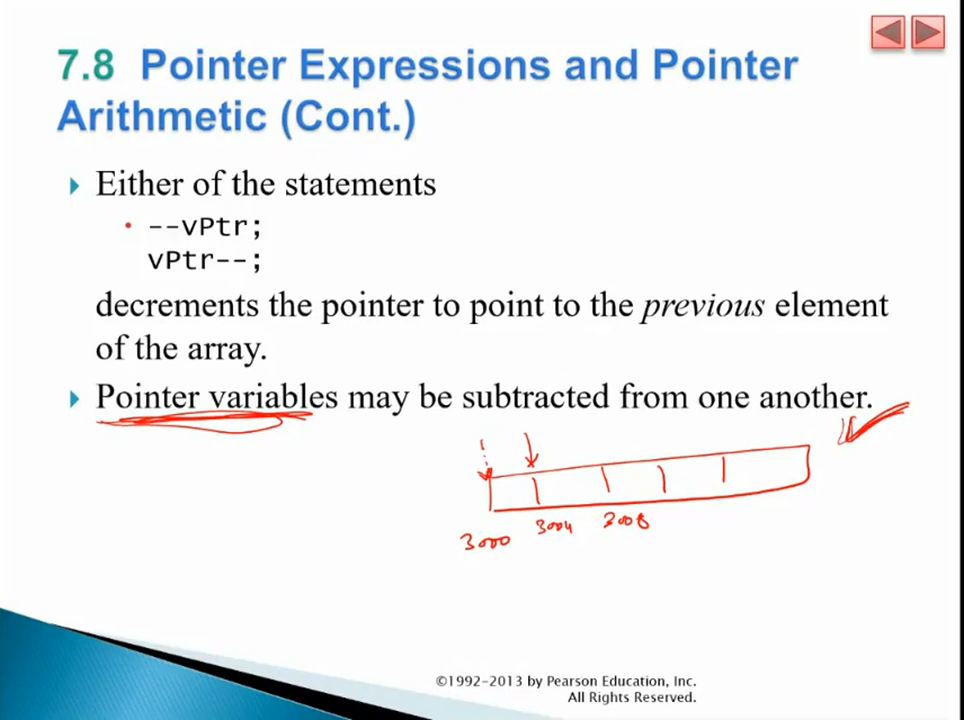 7.8 Pointer Expressions and Pointer
Arithmetic (Cont.)
Either of the statements
--vPtr;
vPtr--;
decrements the pointer to point to the previous element
of the array.
Pointer variables may be subtracted from one another.
3000 3004 3008
©1992-2013 by Pearson Education, Inc.
All Rights Reserved.